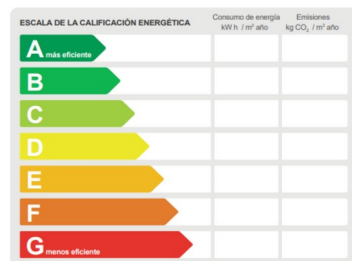 ESCALA DE LA CALIFICACIÓN ENERGÉTICA
Consumo de energía
kW h / m² año
Emisiones
kg CO₂ / m² año
A más eficiente
B
C
D
E
F
G menos eficiente